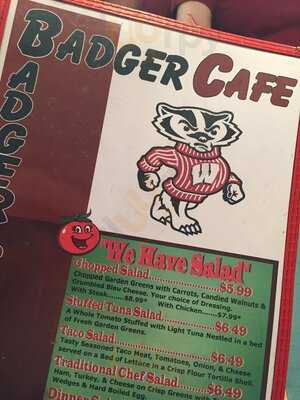 BADGER CAFE
BADGER
W
"We Have Salad"
Chopped Salad..................$5.99
Chopped Garden Greens with Carrots, Candied Walnuts &
Crumbled Bleu Cheese. Your choice of Dressing.
With Steak.......$8.99* With Chicken.......$7.99*
Stuffed Tuna Salad..............$6.49
A Whole Tomato Stuffed with Light Tuna Nestled in a bed
of Fresh Garden Greens.
Taco Salad........................$6.49
Tasty Seasoned Taco Meat, Tomatoes, Onion, & Cheese
served on a Bed of Lettuce in a Crisp Flour Tortilla Shell.
Traditional Chef Salad..........$6.49
Ham, Turkey, & Cheese on Crisp Greens with
Wedges & Hard Boiled Egg.
Dinner Salad